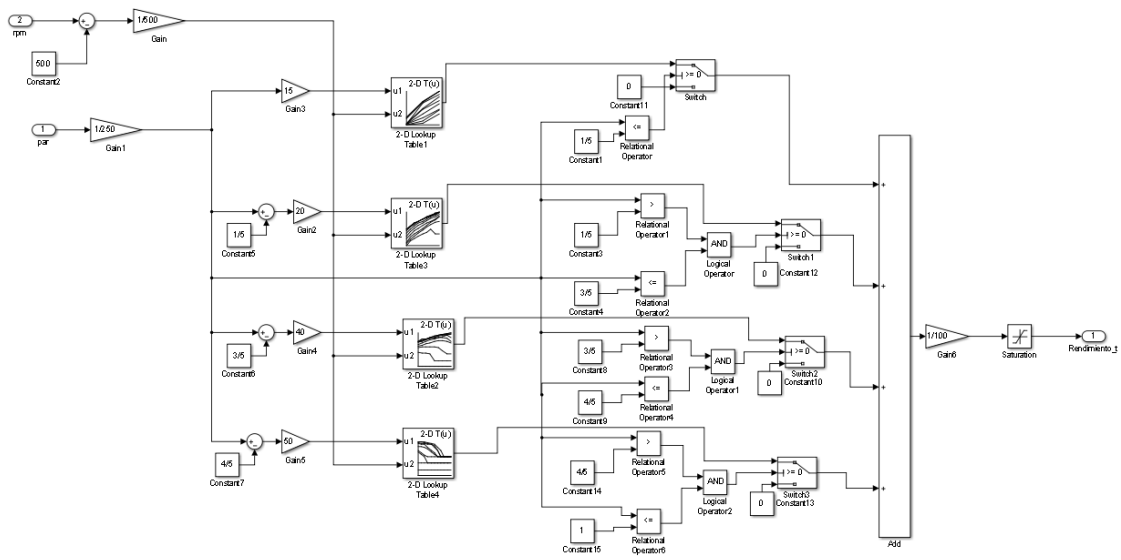 2
rpm
1/500
Gain
500
Constant2
1
par
1/250
Gain1
15
Gain3
2-D T(u)
u1
u2
2-D Lookup
Table1
0
Constant11
>= 0
Switch
1/5
Constant1
<=
Relational
Operator
1/5
Constant5
20
Gain2
2-D T(u)
u1
u2
2-D Lookup
Table3
1/5
Constant3
>
Relational
Operator1
AND
Logical
Operator
3/5
Constant4
<=
Relational
Operator2
>= 0
Switch1
0
Constant12
3/5
Constant6
40
Gain4
2-D T(u)
u1
u2
2-D Lookup
Table2
3/5
Constant8
>
Relational
Operator3
AND
Logical
Operator1
4/5
Constant9
<=
Relational
Operator4
>= 0
Switch2
0
Constant10
4/5
Constant7
50
Gain5
2-D T(u)
u1
u2
2-D Lookup
Table4
4/5
Constant14
>
Relational
Operator5
AND
Logical
Operator2
1
Constant15
<=
Relational
Operator6
>= 0
Switch3
0
Constant13
Add
1/100
Gain6
Saturation
1
Rendimiento_t